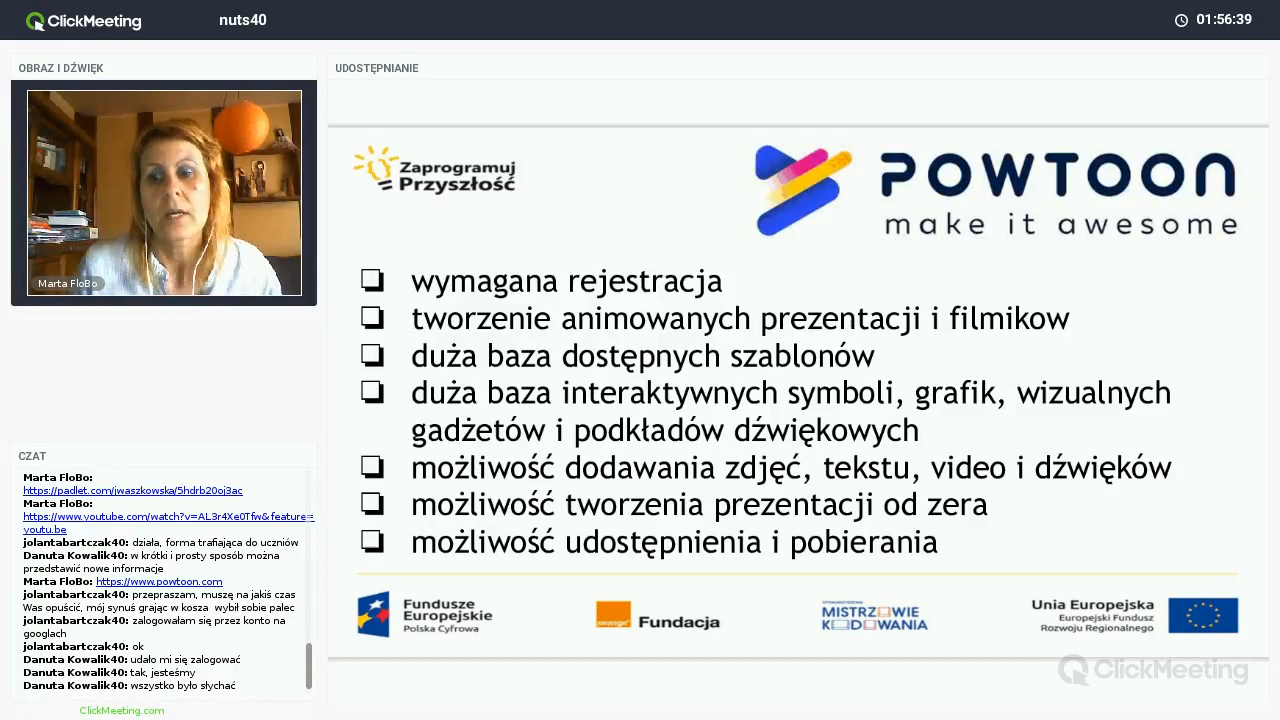 ClickMeeting
nuts40
01:56:39
OBRAZ I DŹWIĘK
Marta FloBo
CZAT
Marta FloBo:
https://padlet.com/jwaszkowska/5hdrb20oj3ac
Marta FloBo:
https://www.youtube.com/watch?v=AL3r4Xe0Tfw&feature=
youtu.be
jolantabartczak40: działa, forma trafiająca do uczniów
Danuta Kowalik40: w krótki i prosty sposób można
przedstawić nowe informacje
Marta FloBo: https://www.powtoon.com
jolantabartczak40: przepraszam, muszę na jakiś czas
Was opuścić, mój synuś grając w kosza wybił sobie palec
jolantabartczak40: zalogowałam się przez konto na
googlach
jolantabartczak40: ok
Danuta Kowalik40: udało mi się zalogować
Danuta Kowalik40: tak, jesteśmy
Danuta Kowalik40: wszystko było słychać
ClickMeeting.com
UDOSTĘPNIANIE
Zaprogramuj
Przyszłość
POWTOON
make it awesome
❏ wymagana rejestracja
❏ tworzenie animowanych prezentacji i filmikow
❏ duża baza dostępnych szablonów
❏ duża baza interaktywnych symboli, grafik, wizualnych
gadżetów i podkładów dźwiękowych
❏ możliwość dodawania zdjęć, tekstu, video i dźwięków
❏ możliwość tworzenia prezentacji od zera
❏ możliwość udostępnienia i pobierania
Fundusze
Europejskie
Polska Cyfrowa
orange
Fundacja
STOWARZYSZENIE
MISTRZOWIE
KODOWANIA
Unia Europejska
Europejski Fundusz
Rozwoju Regionalnego
ClickMeeting